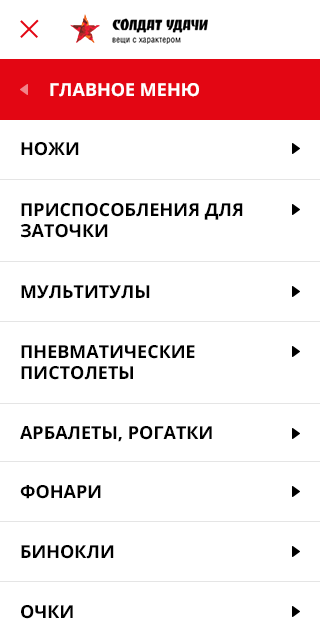 СОЛДАТ УДАЧИ
вещи с характером
ГЛАВНОЕ МЕНЮ
НОЖИ
ПРИСПОСОБЛЕНИЯ ДЛЯ
ЗАТОЧКИ
МУЛЬТИТУЛЫ
ПНЕВМАТИЧЕСКИЕ
ПИСТОЛЕТЫ
АРБАЛЕТЫ, РОГАТКИ
ФОНАРИ
БИНОКЛИ
ОЧКИ